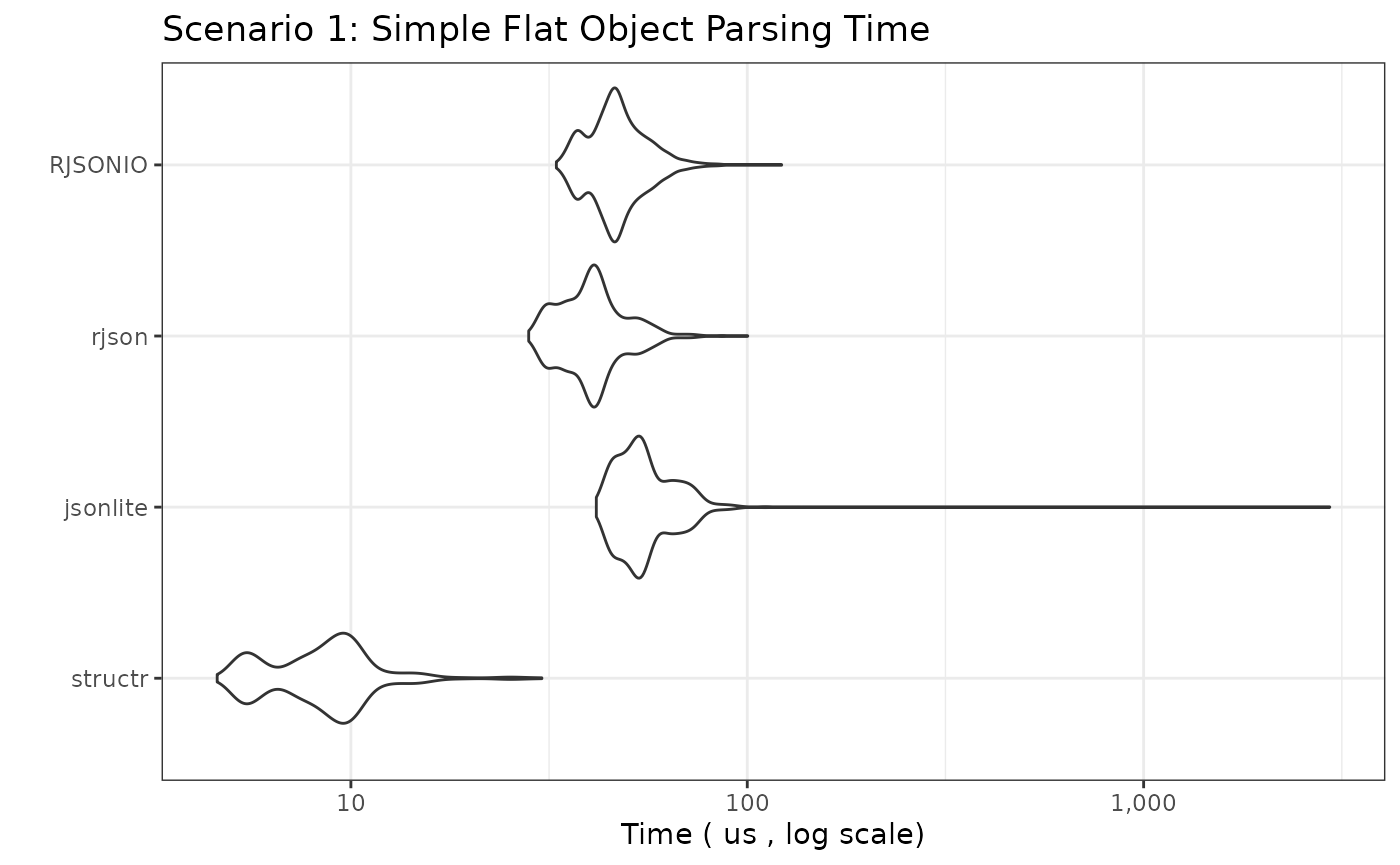 Scenario 1: Simple Flat Object Parsing Time
RJSONIO
rjson
jsonlite
structr
10
100
1,000
Time ( us , log scale)